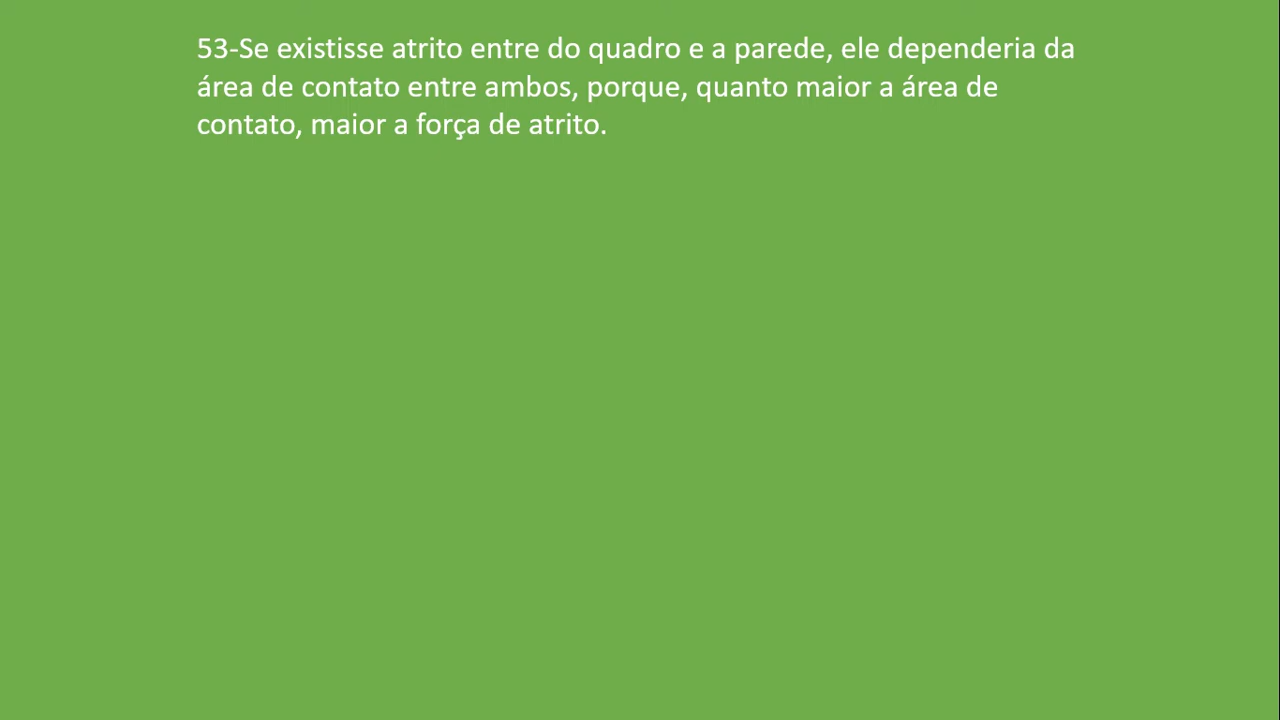 53-Se existisse atrito entre do quadro e a parede, ele dependeria da
área de contato entre ambos, porque, quanto maior a área de
contato, maior a força de atrito.